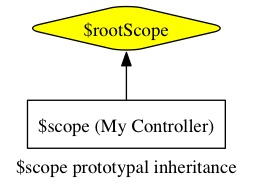 $rootScope
$scope (My Controller)
$scope prototypal inheritance